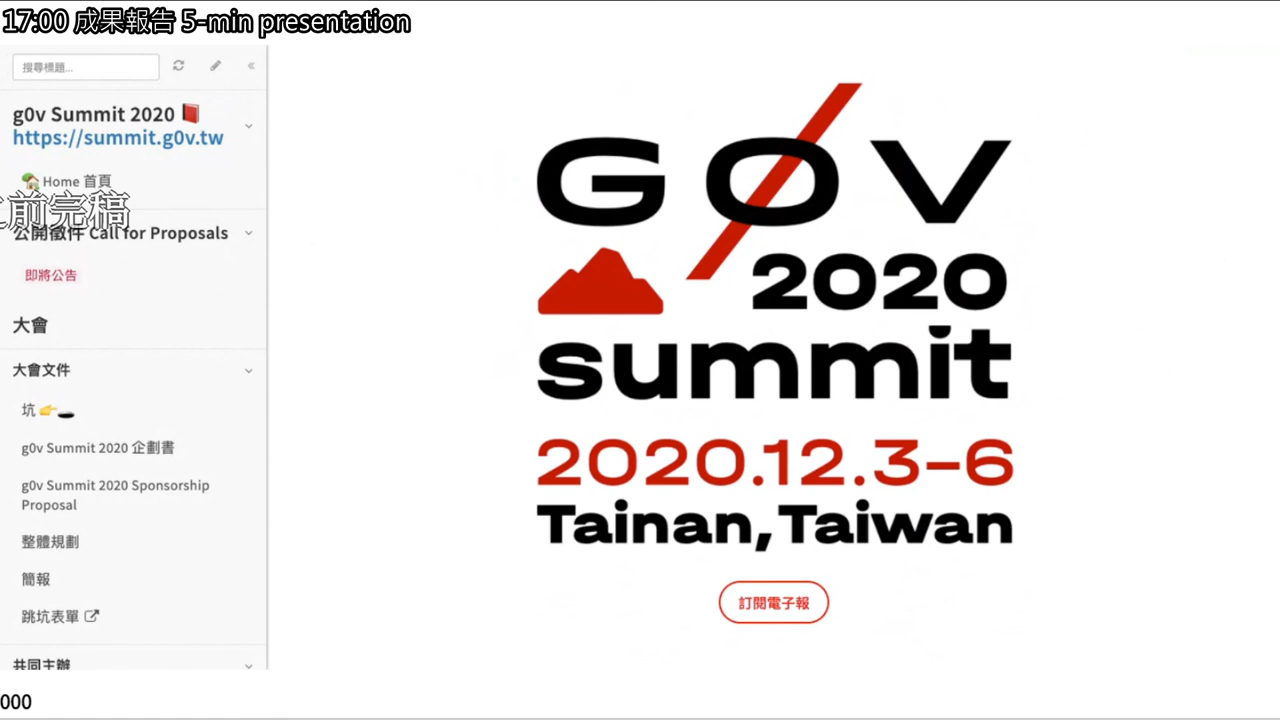 17:00 成果報告 5-min presentation
搜尋標題...
g0v Summit 2020 📕
https://summit.g0v.tw
🏡 Home 首頁
前完稿
公開徵件 Call for Proposals
即將公告
大會
大會文件
坑 👉🕳
g0v Summit 2020 企劃書
g0v Summit 2020 Sponsorship
Proposal
整體規劃
簡報
跳坑表單
共同主辦
000
G0V
2020
summit
2020.12.3-6
Tainan, Taiwan
訂閱電子報